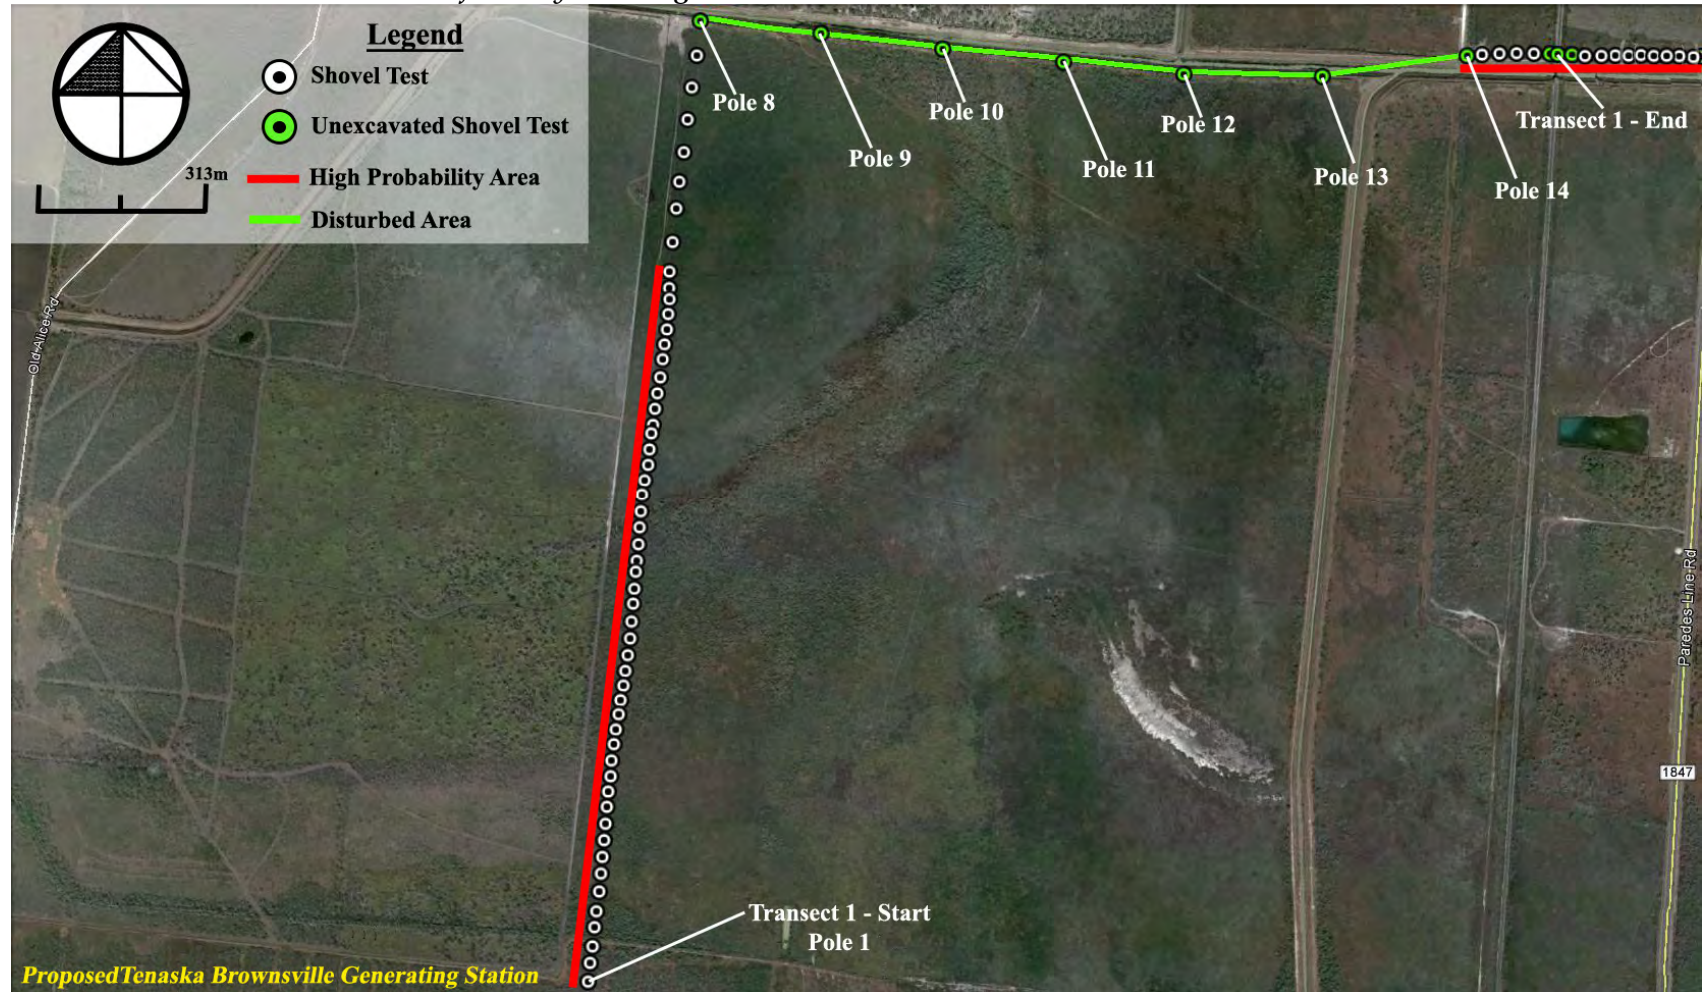 Legend
Shovel Test
Unexcavated Shovel Test
High Probability Area
Disturbed Area
313m
Pole 8
Pole 9
Pole 10
Pole 11
Pole 12
Pole 13
Pole 14
Transect 1 - End
Old Alice Rd
Paredes Line Rd
1847
Transect 1 - Start
Pole 1
ProposedTenaska Brownsville Generating Station